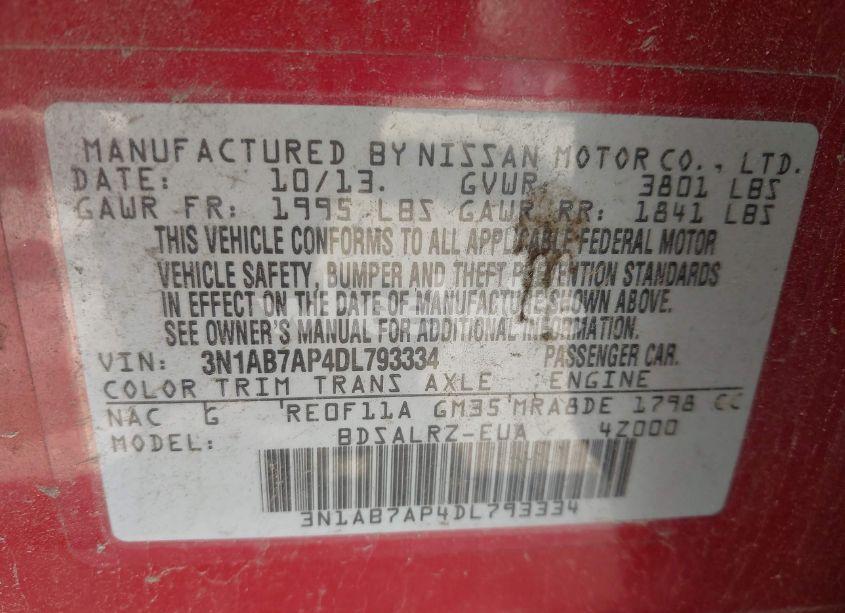 MANUFACTURED BY NISSAN MOTOR CO., LTD.
DATE: 10/13. GVWR: 3801 LBS
GAWR FR: 1995 LBS GAWR RR: 1841 LBS
THIS VEHICLE CONFORMS TO ALL APPLICABLE FEDERAL MOTOR
VEHICLE SAFETY, BUMPER AND THEFT PREVENTION STANDARDS
IN EFFECT ON THE DATE OF MANUFACTURE SHOWN ABOVE.
SEE OWNER'S MANUAL FOR ADDITIONAL INFORMATION.
VIN: 3N1AB7AP4DL793334 PASSENGER CAR.
COLOR TRIM TRANS AXLE ENGINE
NAC G RE0F11A GM35 MRA8DE 1798 CC
MODEL: BDSALRZ-EUA 4Z000
3N1AB7AP4DL793334